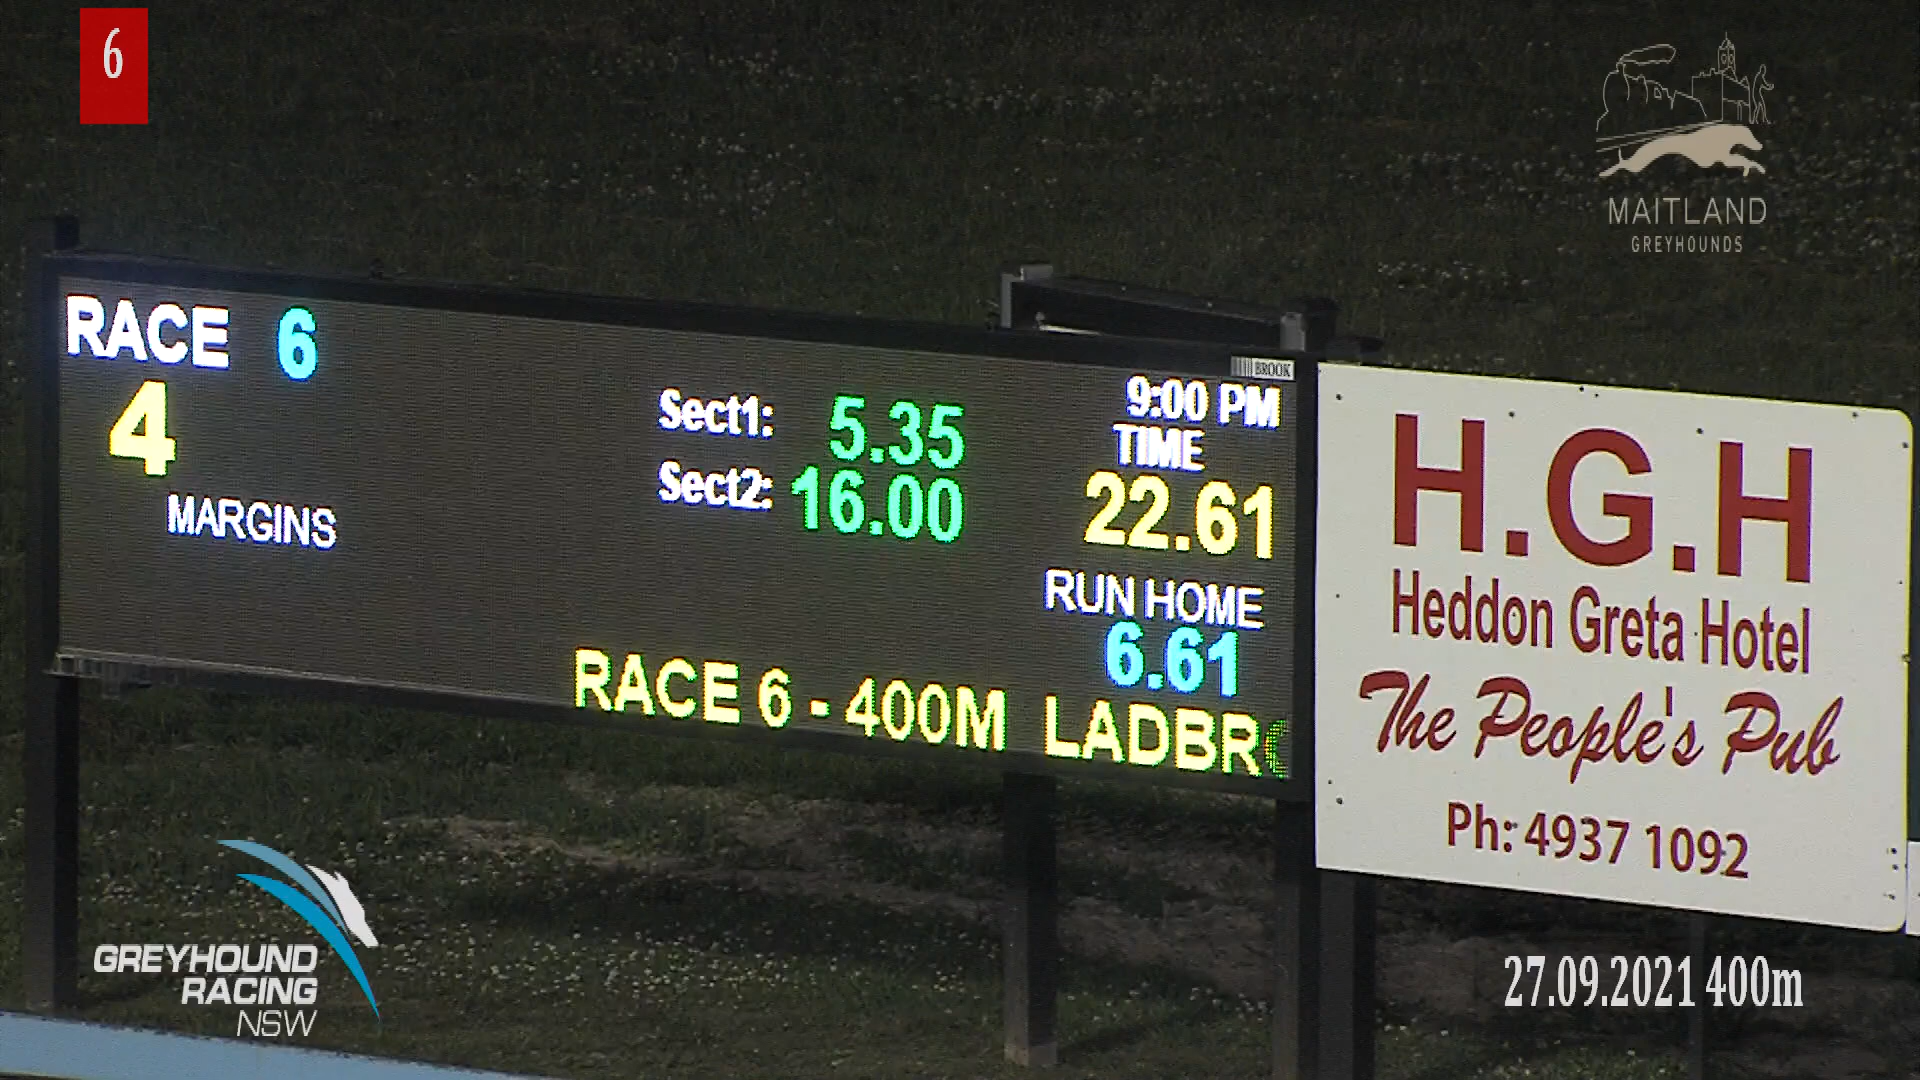 6
MAITLAND
GREYHOUNDS
RACE 6
BROOK
4
Sect1: 5.35
9:00 PM
TIME
Sect2: 16.00
22.61
MARGINS
RUN HOME
6.61
RACE 6 - 400M LADBRO
H.G.H
Heddon Greta Hotel
The People's Pub
Ph: 4937 1092
GREYHOUND
RACING
NSW
27.09.2021 400m